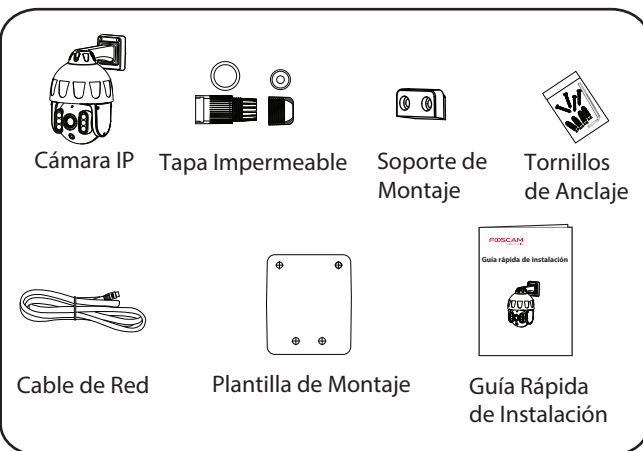 Cámara IP
Tapa Impermeable
Soporte de
Montaje
Tornillos
de Anclaje
FOSCAM
Guía rápida de instalación
Cable de Red
Plantilla de Montaje
Guía Rápida
de Instalación